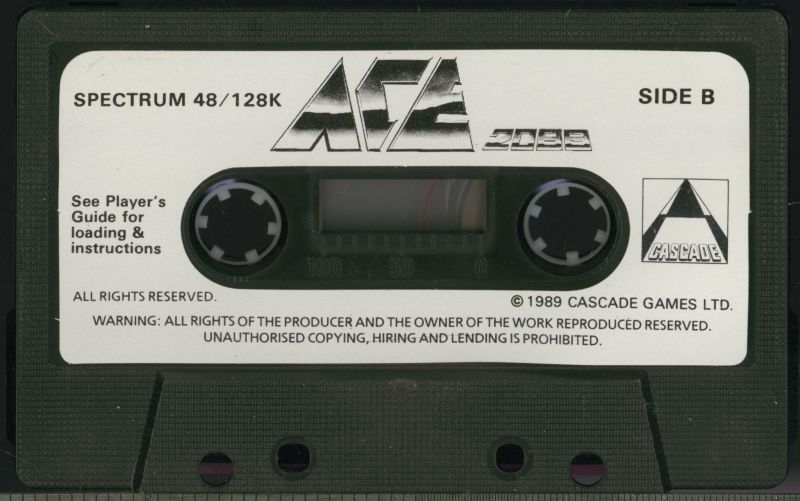 SPECTRUM 48/128K
ACE
2088
SIDE B
See Player's
Guide for
loading &
instructions
100 50 0
CASCADE
ALL RIGHTS RESERVED.
© 1989 CASCADE GAMES LTD.
WARNING: ALL RIGHTS OF THE PRODUCER AND THE OWNER OF THE WORK REPRODUCED RESERVED.
UNAUTHORISED COPYING, HIRING AND LENDING IS PROHIBITED.